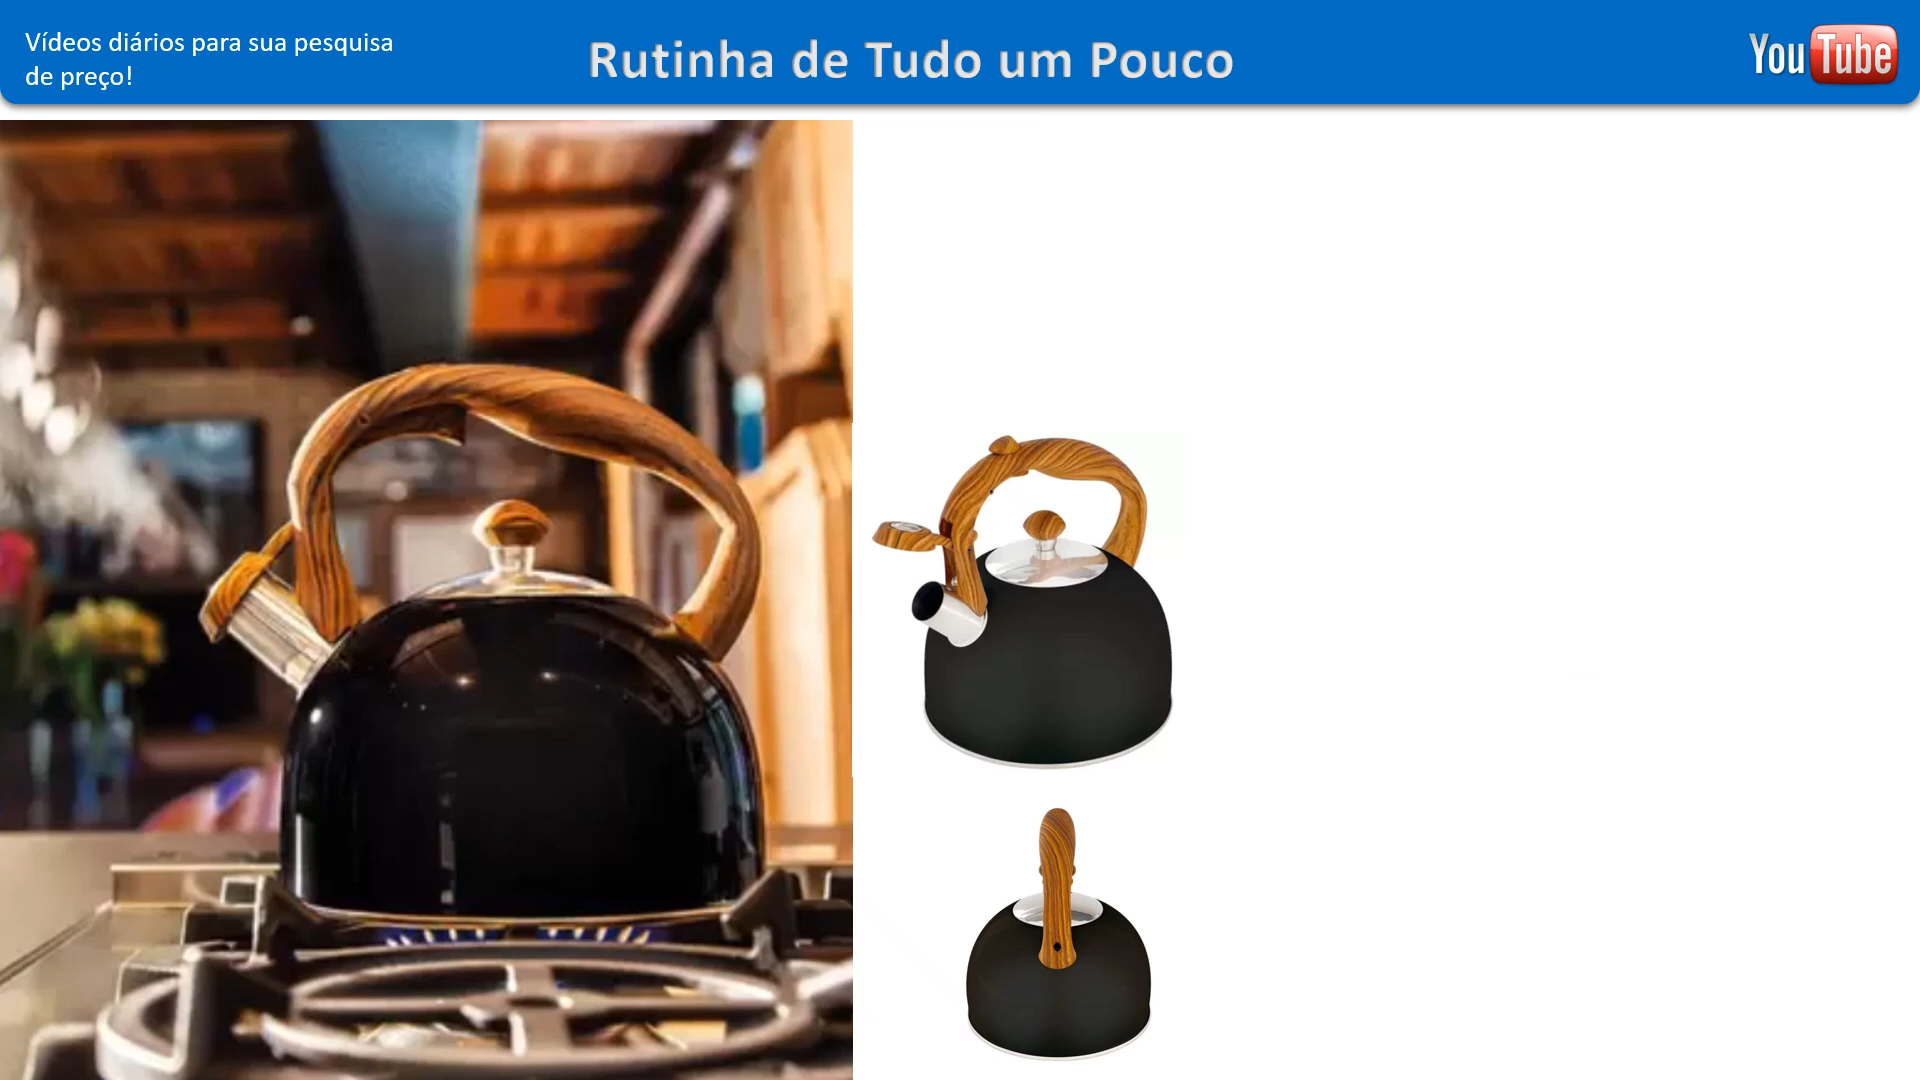 Vídeos diários para sua pesquisa
de preço!
Rutinha de Tudo um Pouco
YouTube